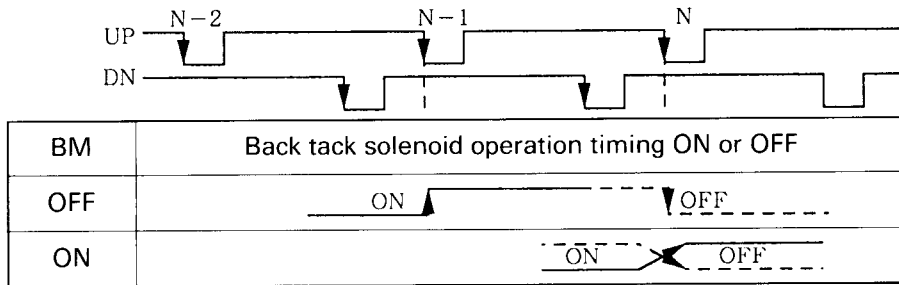 N-2 N-1 N
UP
DN
BM Back tack solenoid operation timing ON or OFF
OFF ON OFF
ON ON OFF